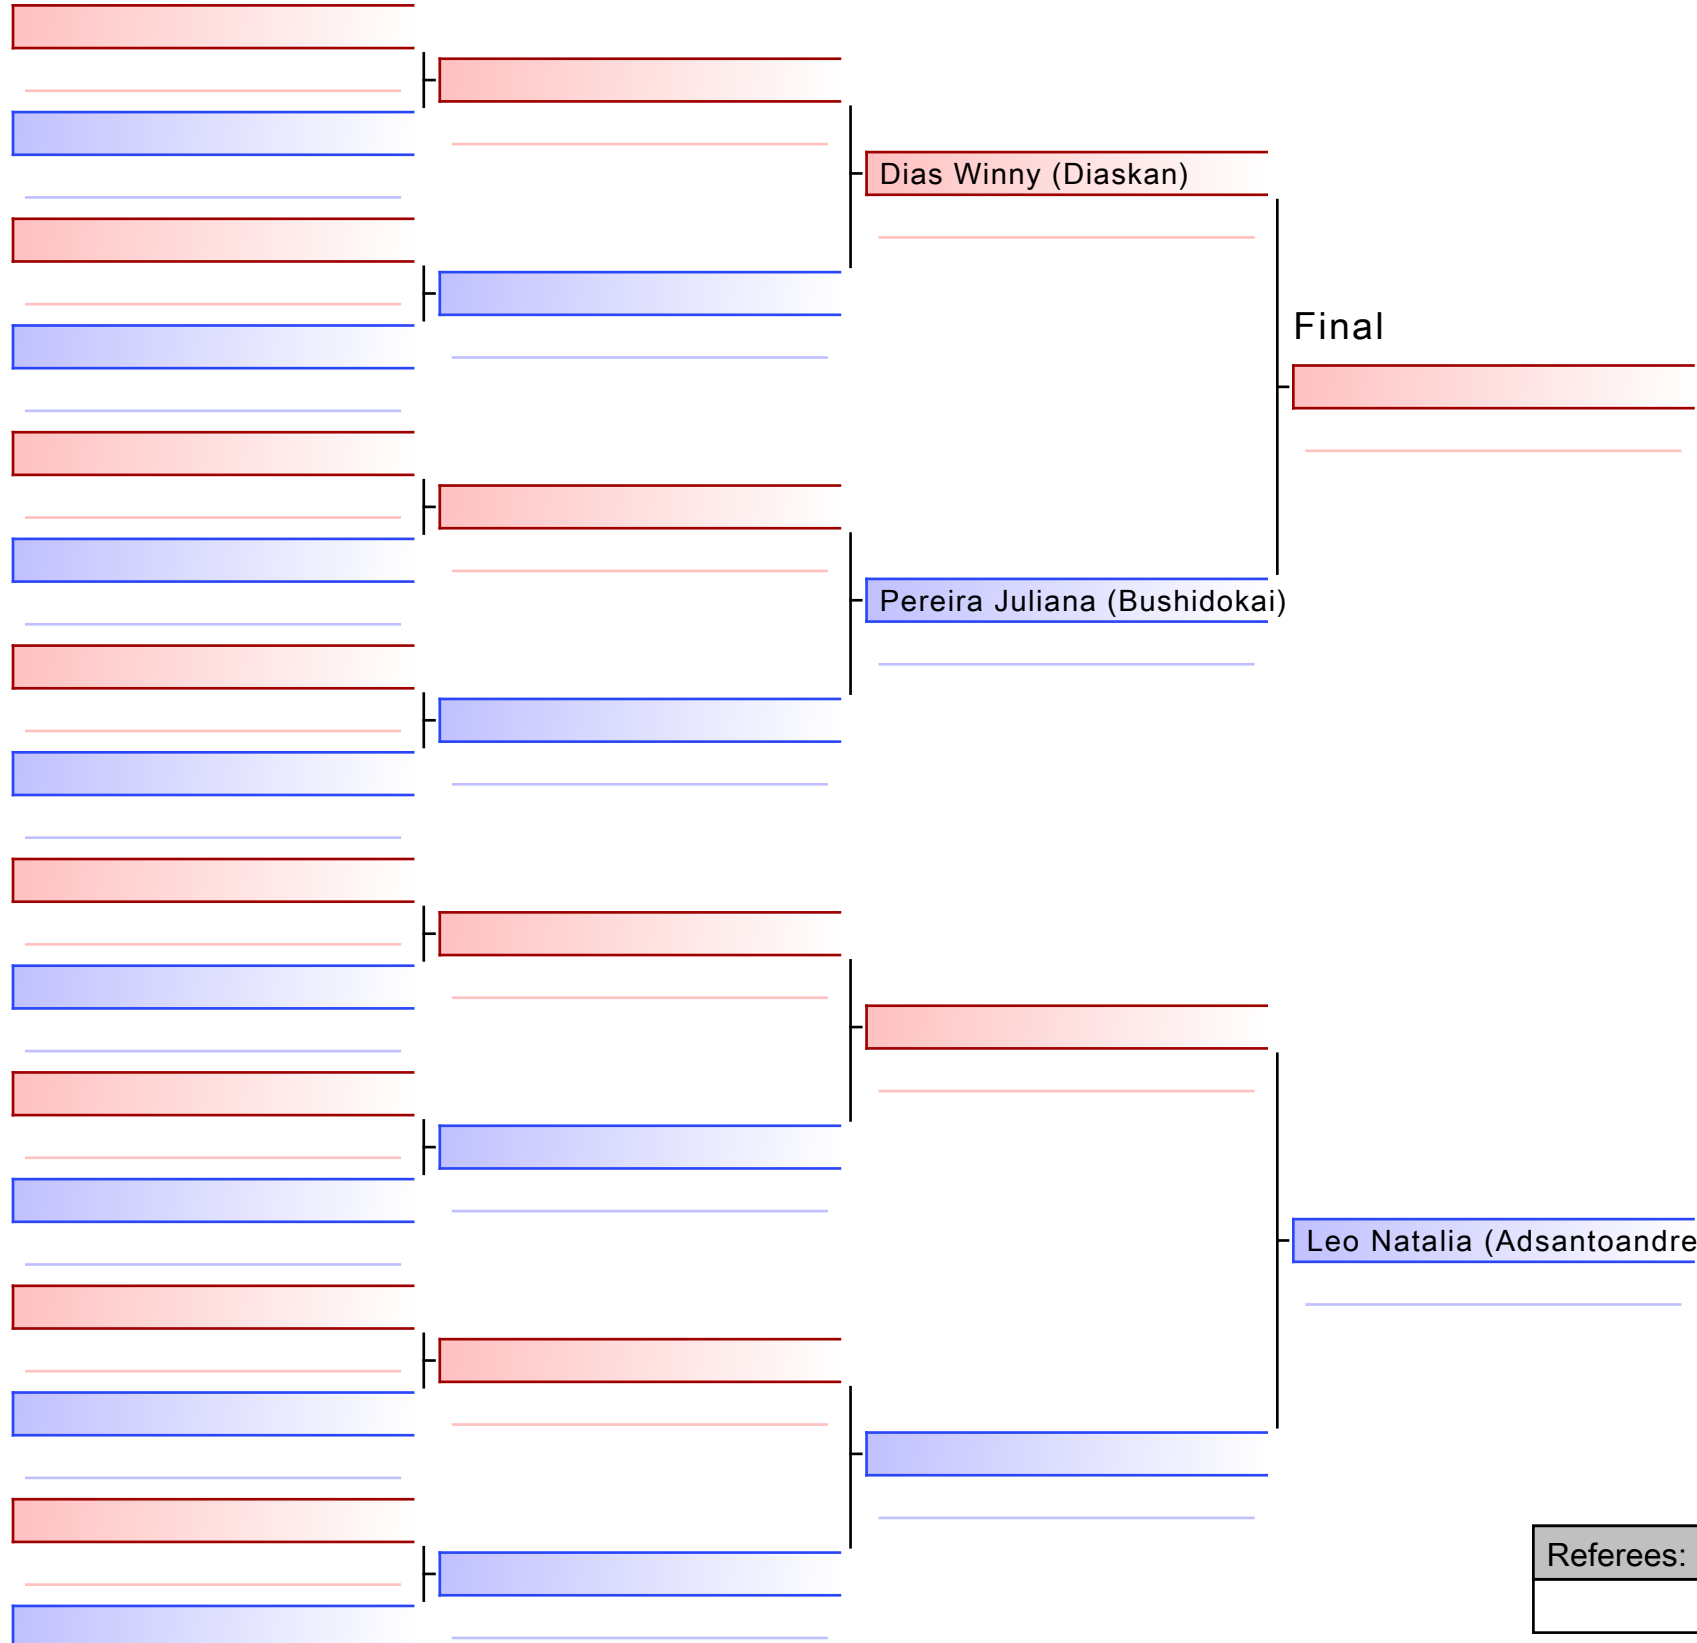 Dias Winny (Diaskan)
Final
Pereira Juliana (Bushidokai)
Leo Natalia (Adsantoandre
Referees: